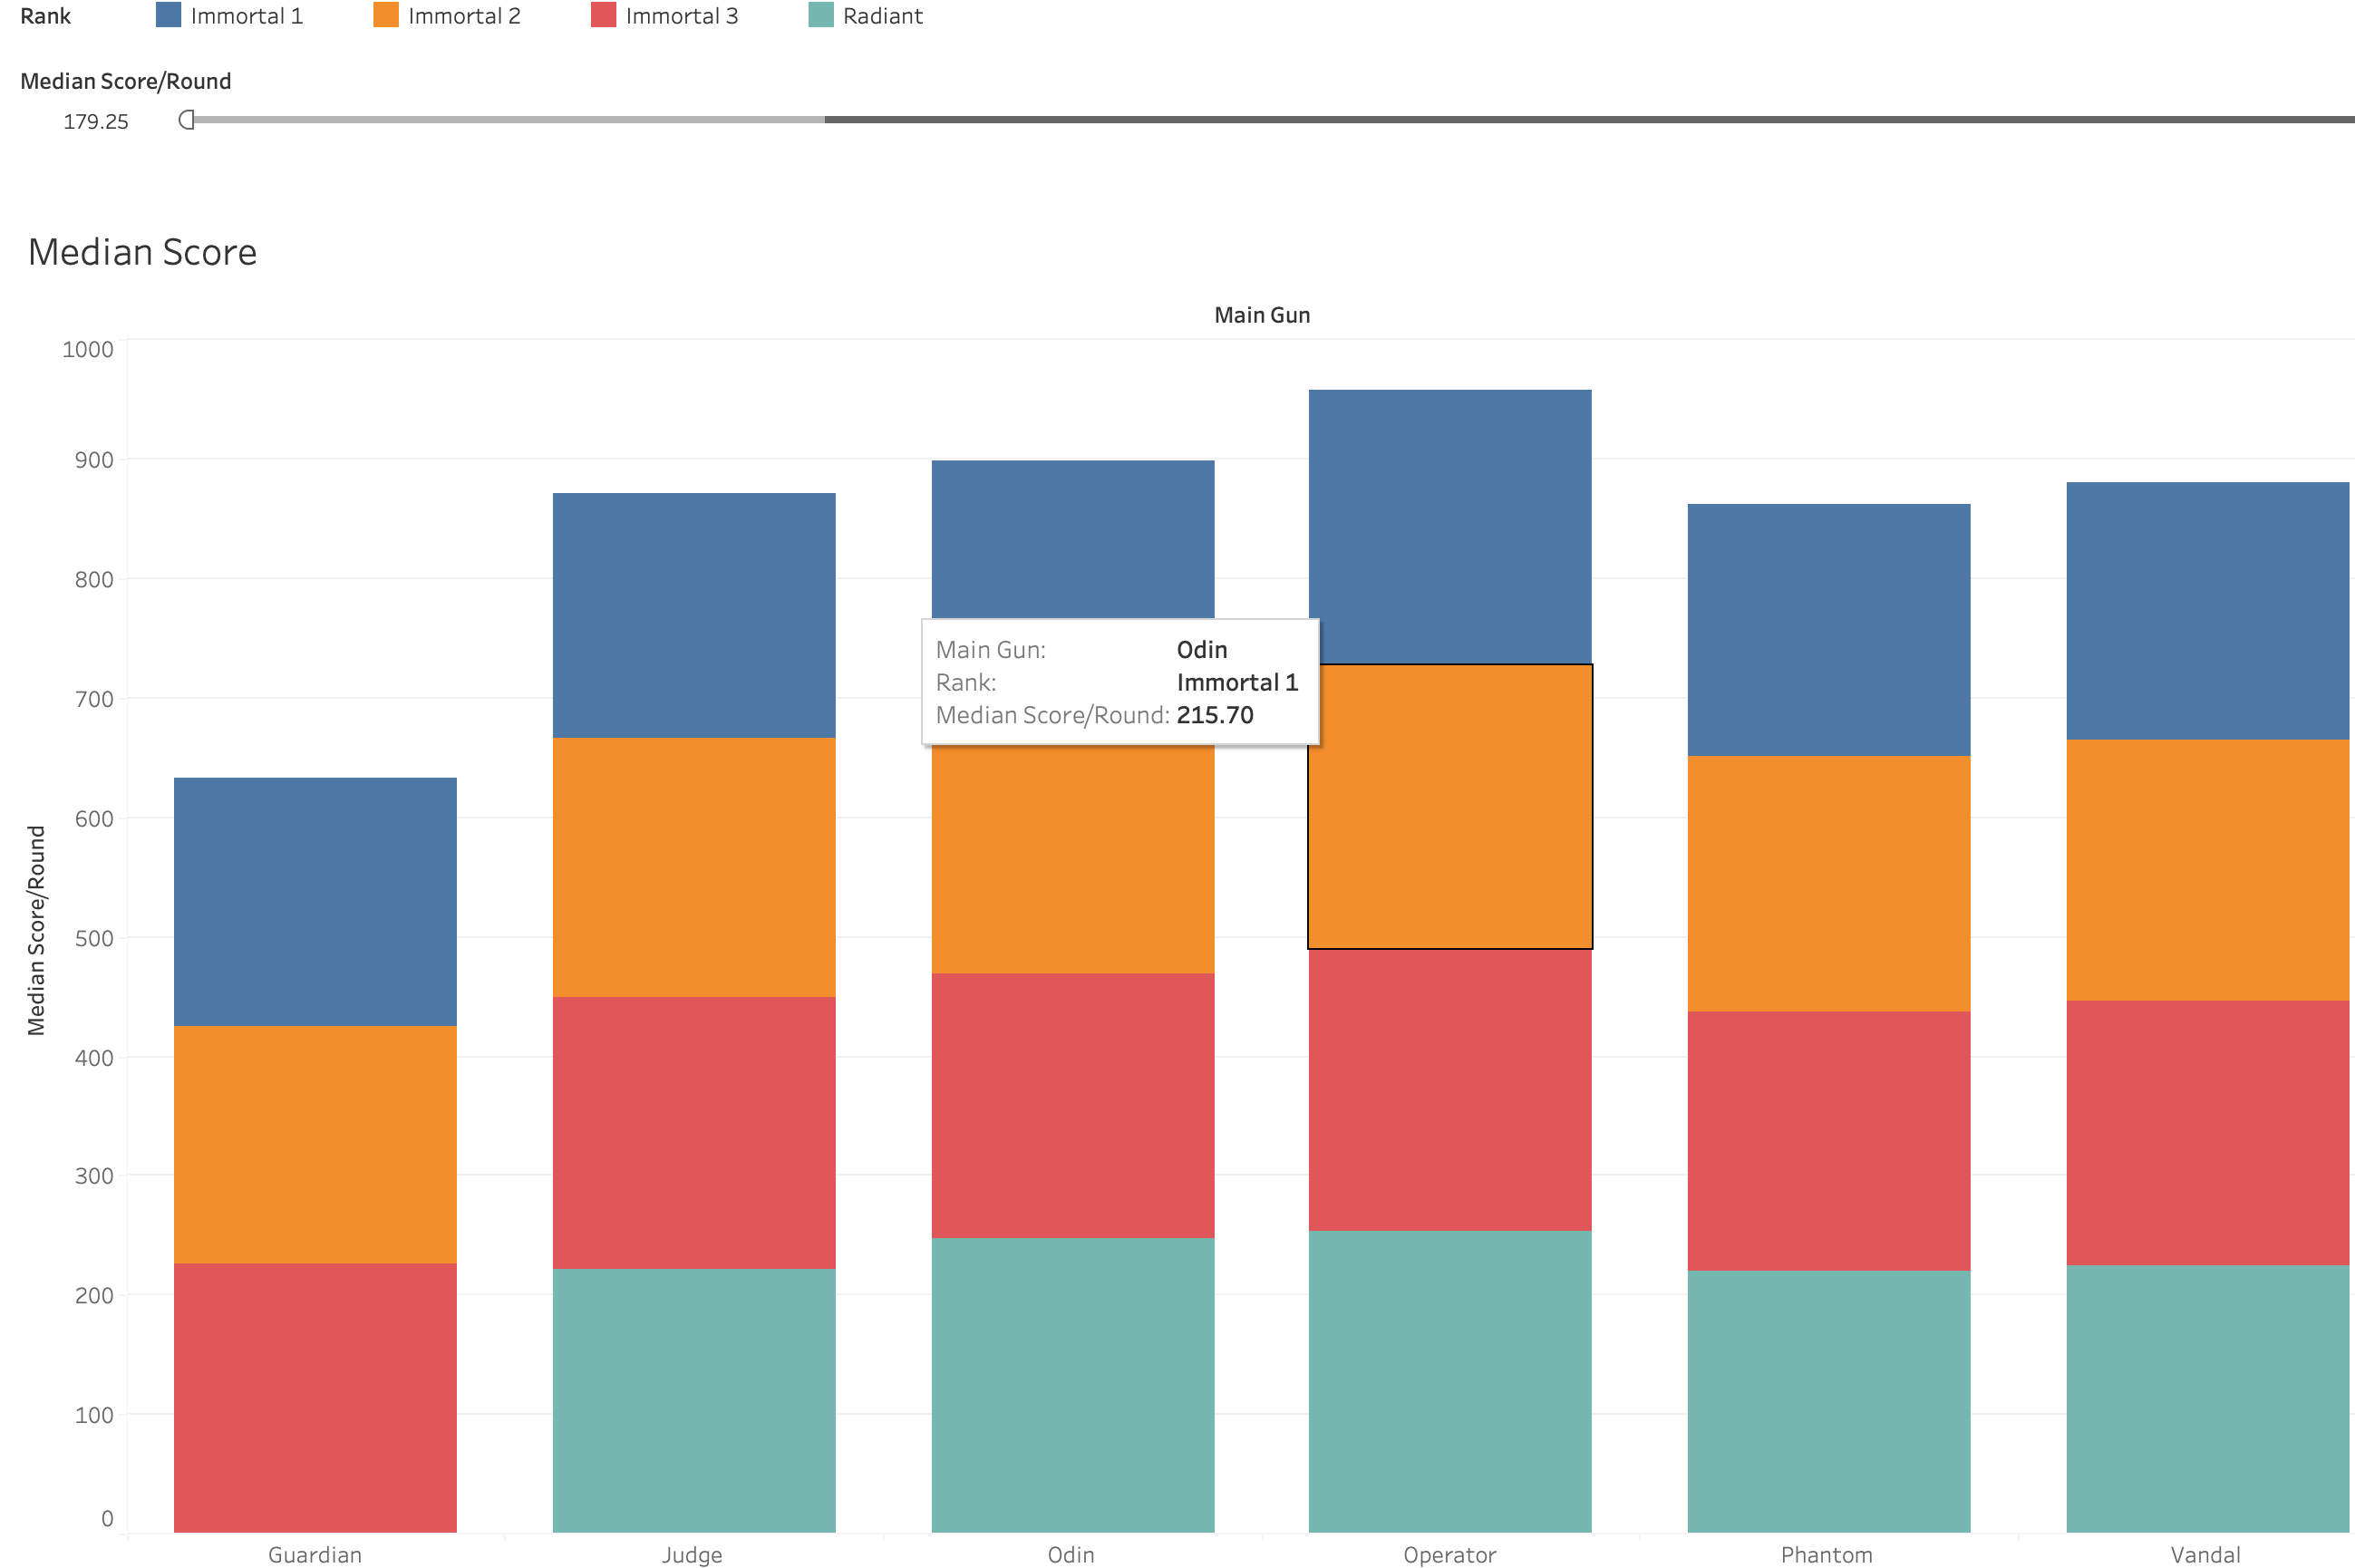 Rank Immortal 1 Immortal 2 Immortal 3 Radiant
Median Score/Round
179.25
Median Score
Main Gun
1000
900
800
Main Gun: Odin
Rank: Immortal 1
Median Score/Round: 215.70
700
600
500
400
300
200
100
0
Median Score/Round
Guardian Judge Odin Operator Phantom Vandal